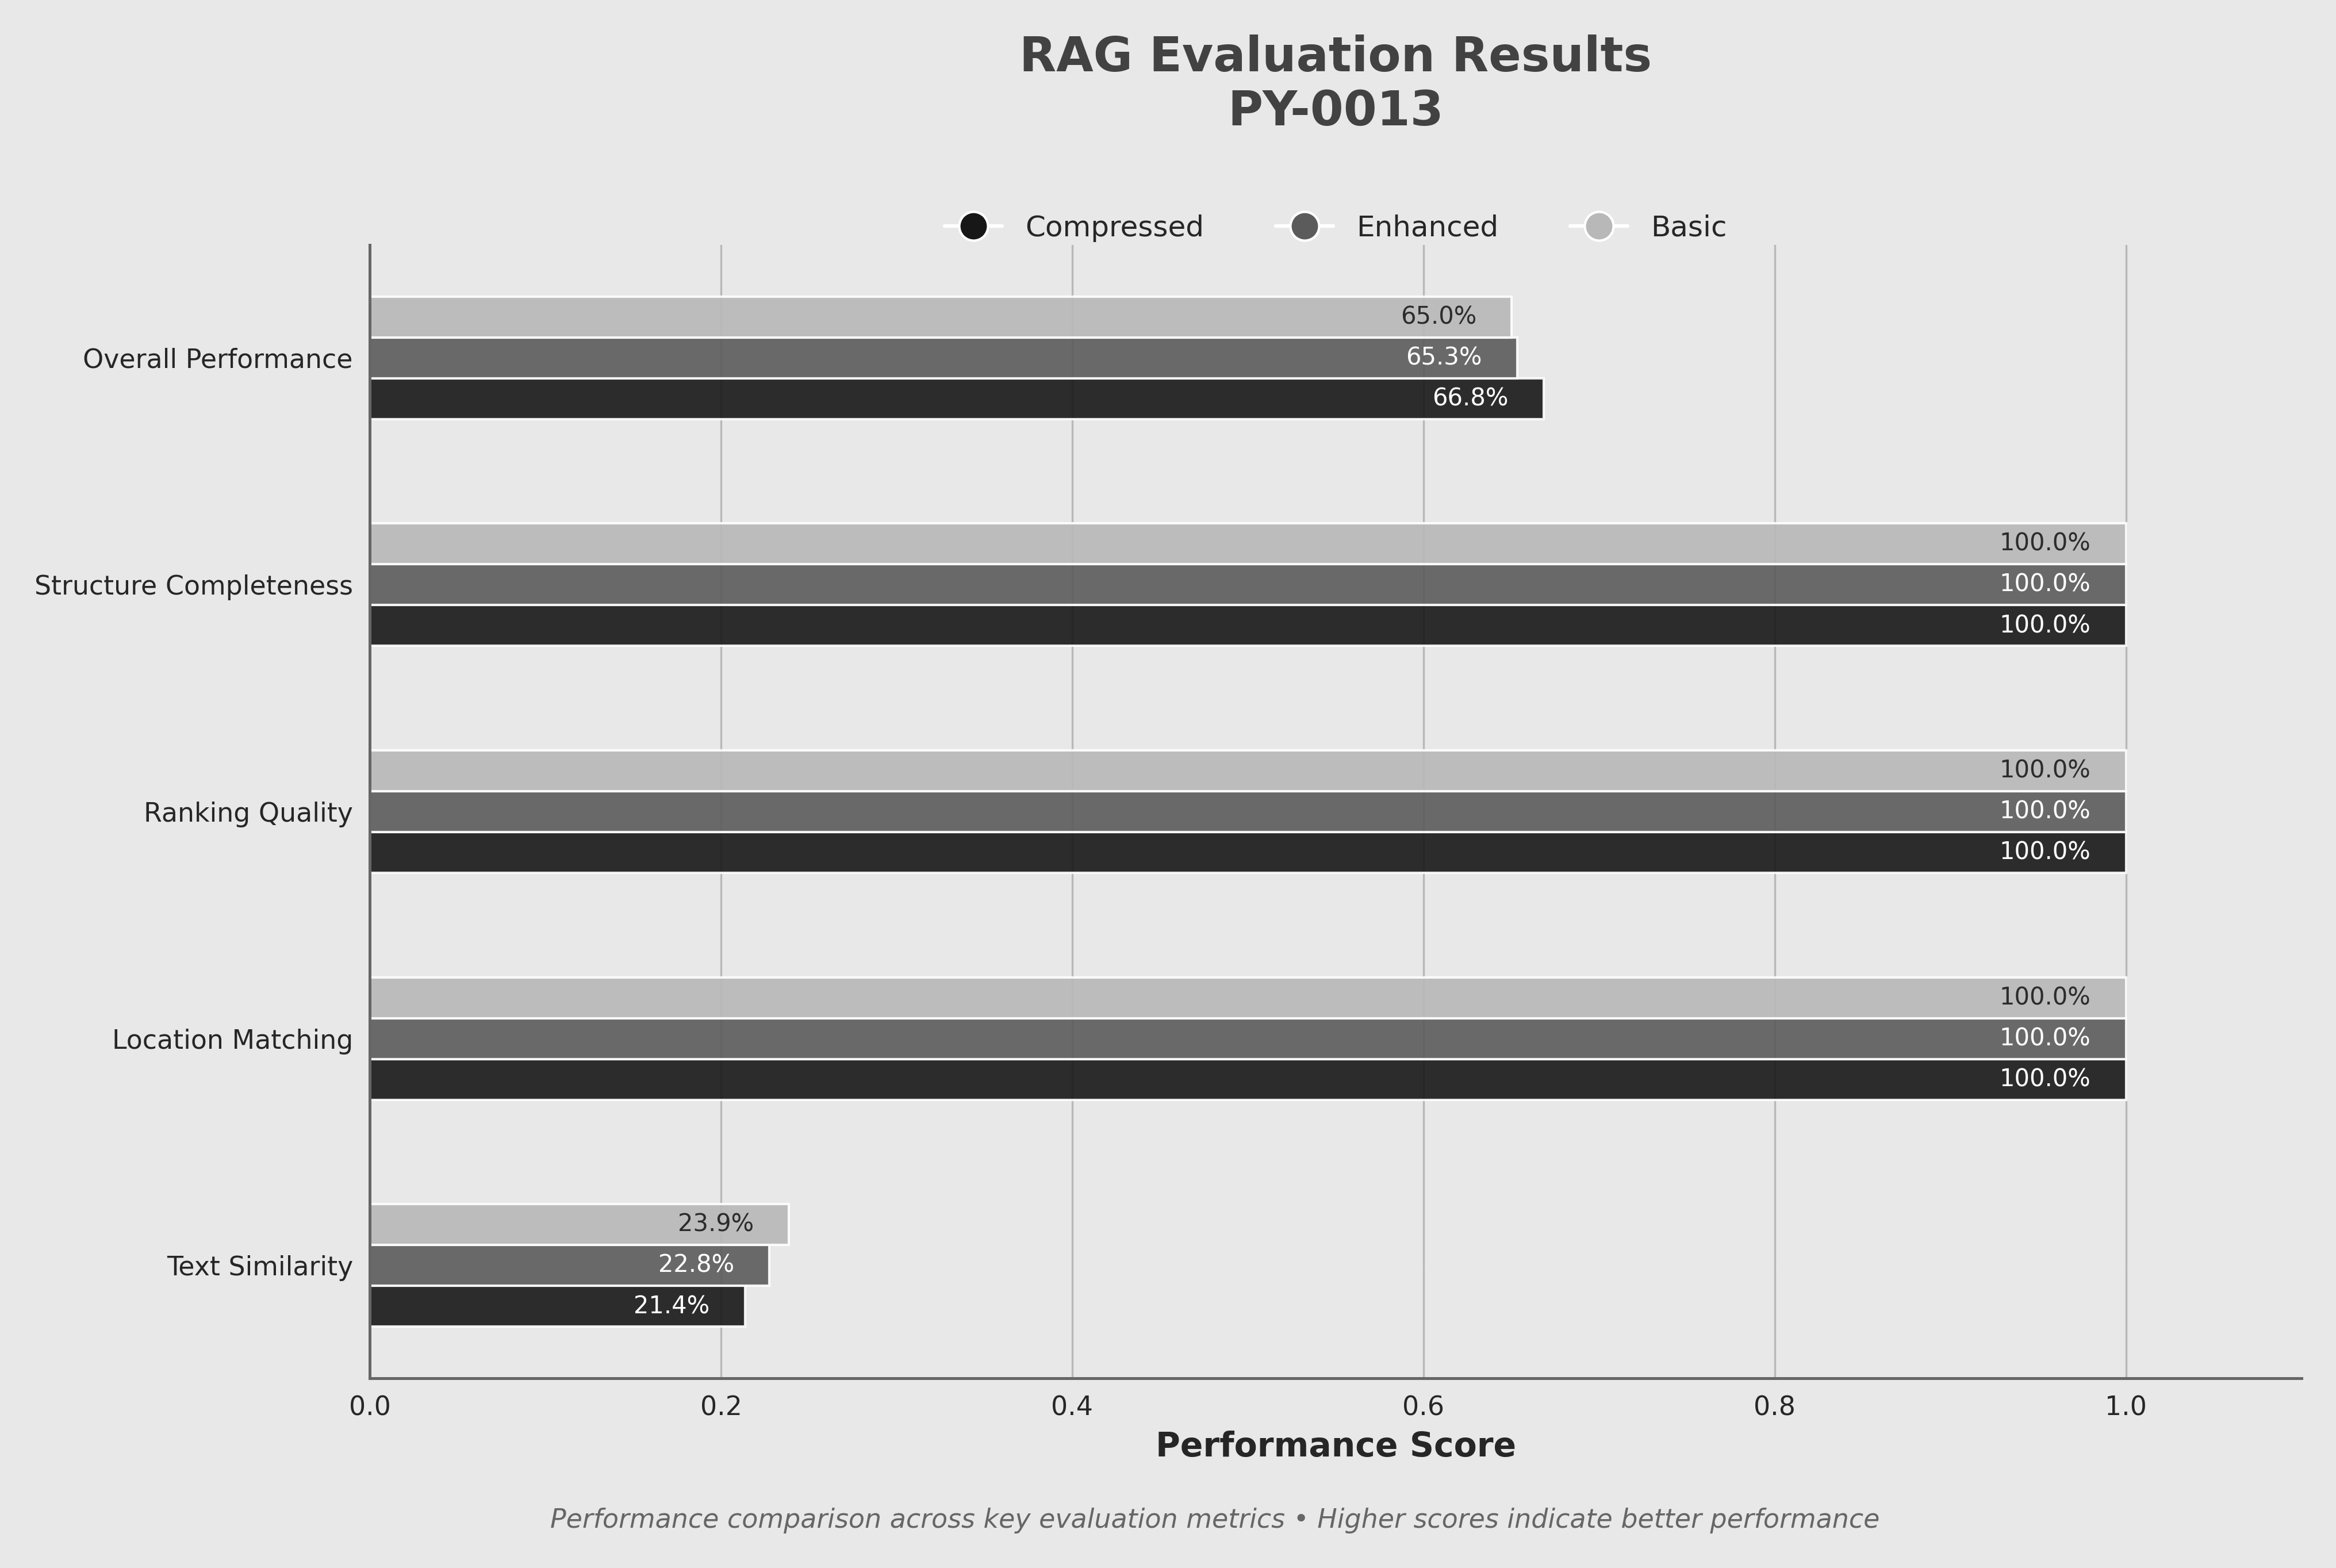 RAG Evaluation Results
PY-0013
Compressed
Enhanced
Basic
Overall Performance
65.0%
65.3%
66.8%
Structure Completeness
100.0%
100.0%
100.0%
Ranking Quality
100.0%
100.0%
100.0%
Location Matching
100.0%
100.0%
100.0%
Text Similarity
23.9%
22.8%
21.4%
0.0 0.2 0.4 0.6 0.8 1.0
Performance Score
Performance comparison across key evaluation metrics • Higher scores indicate better performance